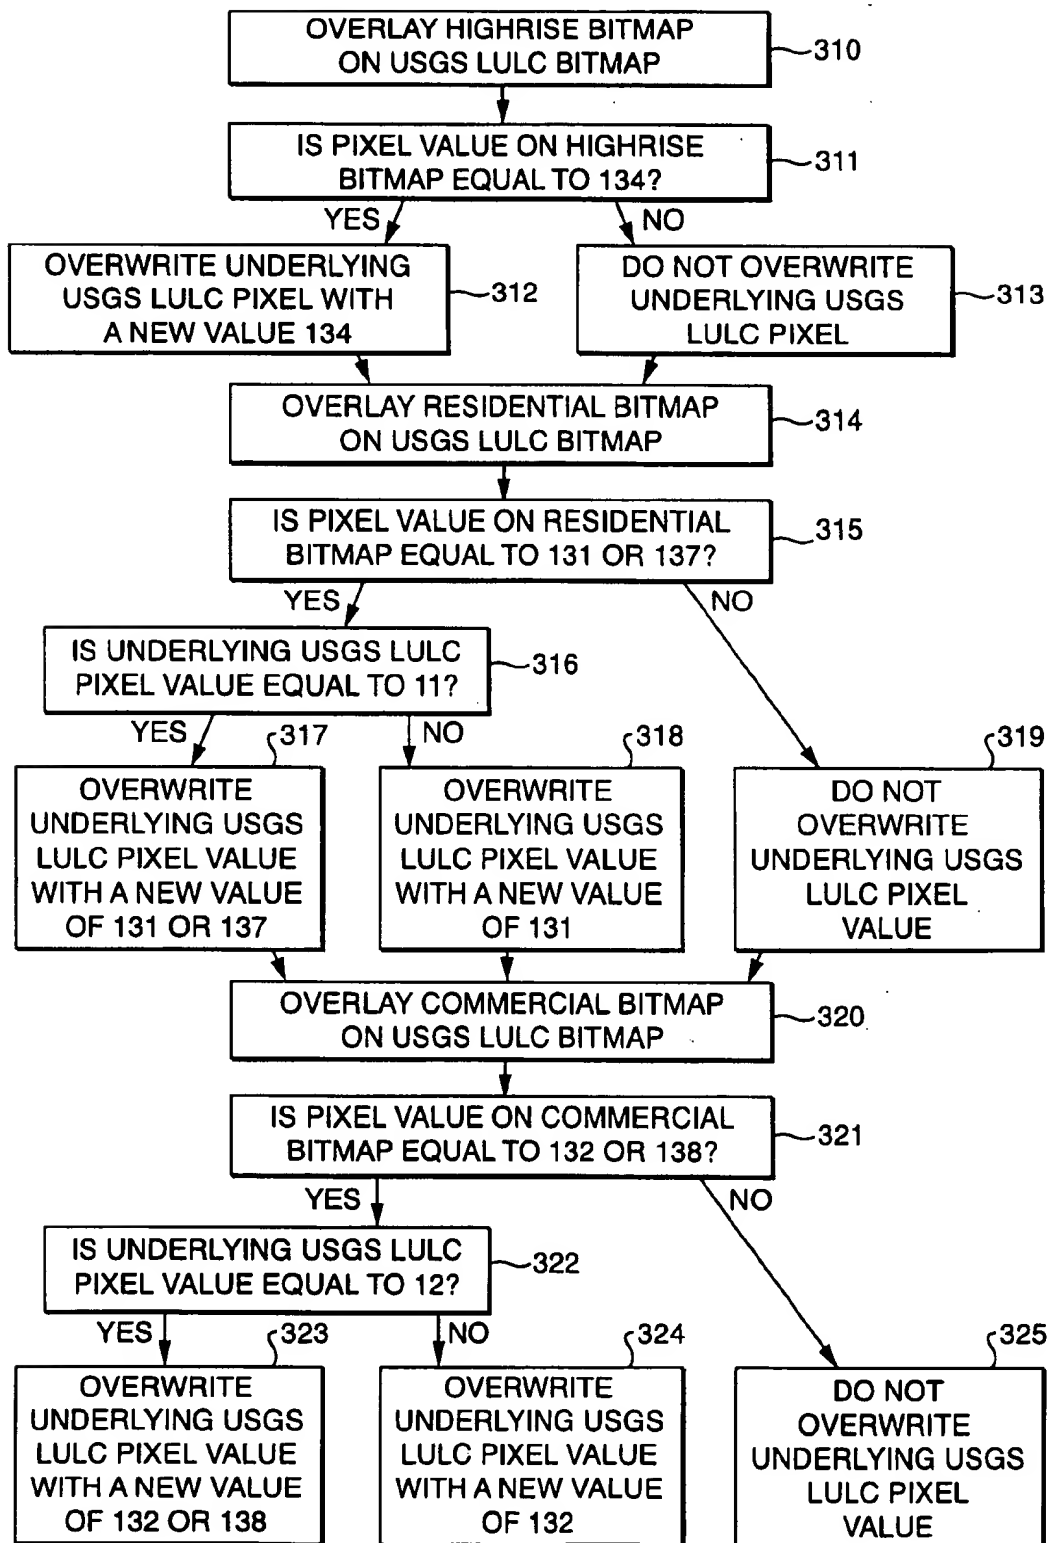 OVERLAY HIGHRISE BITMAP
ON USGS LULC BITMAP
310
IS PIXEL VALUE ON HIGHRISE
BITMAP EQUAL TO 134?
311
YES
NO
OVERWRITE UNDERLYING
USGS LULC PIXEL WITH
A NEW VALUE 134
312
DO NOT OVERWRITE
UNDERLYING USGS
LULC PIXEL
313
OVERLAY RESIDENTIAL BITMAP
ON USGS LULC BITMAP
314
IS PIXEL VALUE ON RESIDENTIAL
BITMAP EQUAL TO 131 OR 137?
315
YES
NO
IS UNDERLYING USGS LULC
PIXEL VALUE EQUAL TO 11?
316
YES
NO
317
OVERWRITE
UNDERLYING USGS
LULC PIXEL VALUE
WITH A NEW VALUE
OF 131 OR 137
318
OVERWRITE
UNDERLYING USGS
LULC PIXEL VALUE
WITH A NEW VALUE
OF 131
319
DO NOT
OVERWRITE
UNDERLYING USGS
LULC PIXEL
VALUE
OVERLAY COMMERCIAL BITMAP
ON USGS LULC BITMAP
320
IS PIXEL VALUE ON COMMERCIAL
BITMAP EQUAL TO 132 OR 138?
321
YES
NO
IS UNDERLYING USGS LULC
PIXEL VALUE EQUAL TO 12?
322
YES
NO
323
OVERWRITE
UNDERLYING USGS
LULC PIXEL VALUE
WITH A NEW VALUE
OF 132 OR 138
324
OVERWRITE
UNDERLYING USGS
LULC PIXEL VALUE
WITH A NEW VALUE
OF 132
325
DO NOT
OVERWRITE
UNDERLYING USGS
LULC PIXEL
VALUE